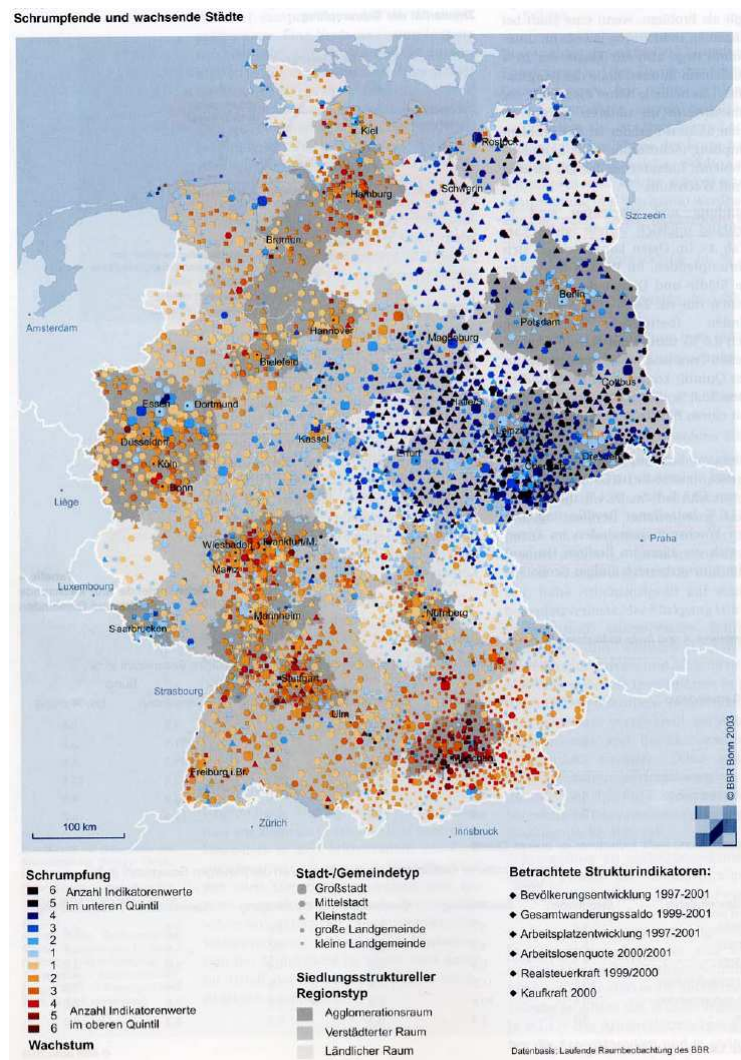 Schrumpfende und wachsende Städte
Kiel
Rostock
Hamburg
Schwerin
Szczecin
Bremen
Berlin
Amsterdam
Hannover
Potsdam
Magdeburg
Bielefeld
Cottbus
Essen
Dortmund
Halle
Leipzig
Düsseldorf
Kassel
Erfurt
Dresden
Köln
Chemnitz
Bonn
Liège
Wiesbaden
Frankfurt/M.
Praha
Mainz
Luxembourg
Mannheim
Nürnberg
Saarbrücken
Stuttgart
Strasbourg
Ulm
München
Freiburg i.Br.
© BBR Bonn 2003
100 km
Zürich
Innsbruck
Schrumpfung
6 Anzahl Indikatorenwerte
5 im unteren Quintil
4
3
2
1
1
2
3
4 Anzahl Indikatorenwerte
5 im oberen Quintil
6
Wachstum
Stadt-/Gemeindetyp
Großstadt
Mittelstadt
Kleinstadt
große Landgemeinde
kleine Landgemeinde
Siedlungsstruktureller
Regionstyp
Agglomerationsraum
Verstädterter Raum
Ländlicher Raum
Betrachtete Strukturindikatoren:
Bevölkerungsentwicklung 1997-2001
Gesamtwanderungssaldo 1999-2001
Arbeitsplatzentwicklung 1997-2001
Arbeitslosenquote 2000/2001
Realsteuerkraft 1999/2000
Kaufkraft 2000
Datenbasis: Laufende Raumbeobachtung des BBR